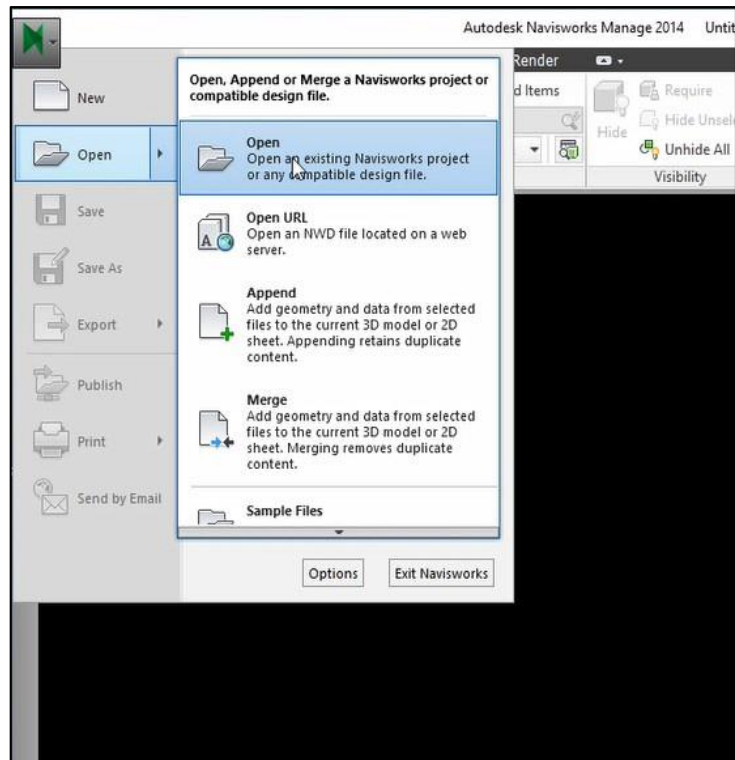 Autodesk Navisworks Manage 2014 Untit
Render
New
Open
Save
Save As
Export
Publish
Print
Send by Email
Open, Append or Merge a Navisworks project or
compatible design file.
Open
Open an existing Navisworks project
or any compatible design file.
Open URL
Open an NWD file located on a web
server.
Append
Add geometry and data from selected
files to the current 3D model or 2D
sheet. Appending retains duplicate
content.
Merge
Add geometry and data from selected
files to the current 3D model or 2D
sheet. Merging removes duplicate
content.
Sample Files
Options Exit Navisworks
d Items
Hide
Require
Hide Unsele
Unhide All
Visibility